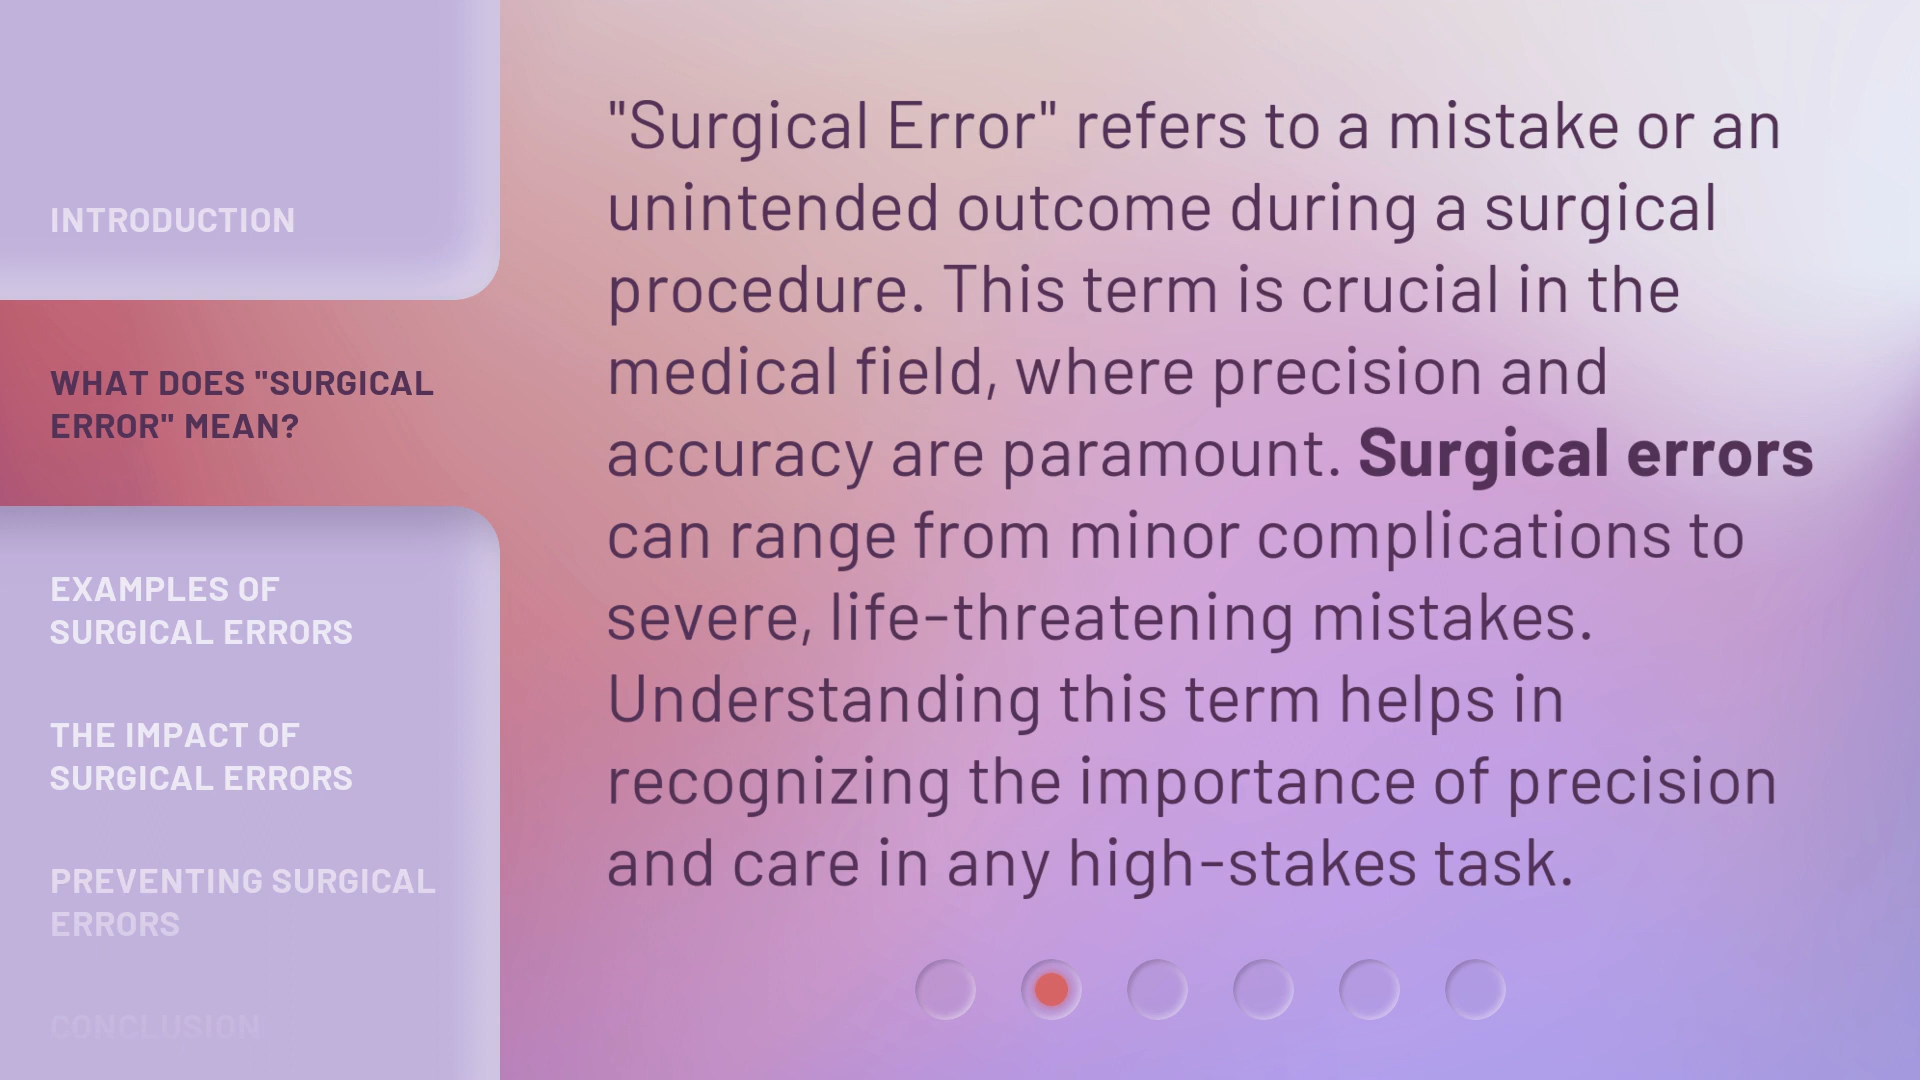 INTRODUCTION
WHAT DOES "SURGICAL
ERROR" MEAN?
EXAMPLES OF
SURGICAL ERRORS
THE IMPACT OF
SURGICAL ERRORS
PREVENTING SURGICAL
ERRORS
CONCLUSION
"Surgical Error" refers to a mistake or an
unintended outcome during a surgical
procedure. This term is crucial in the
medical field, where precision and
accuracy are paramount. Surgical errors
can range from minor complications to
severe, life-threatening mistakes.
Understanding this term helps in
recognizing the importance of precision
and care in any high-stakes task.